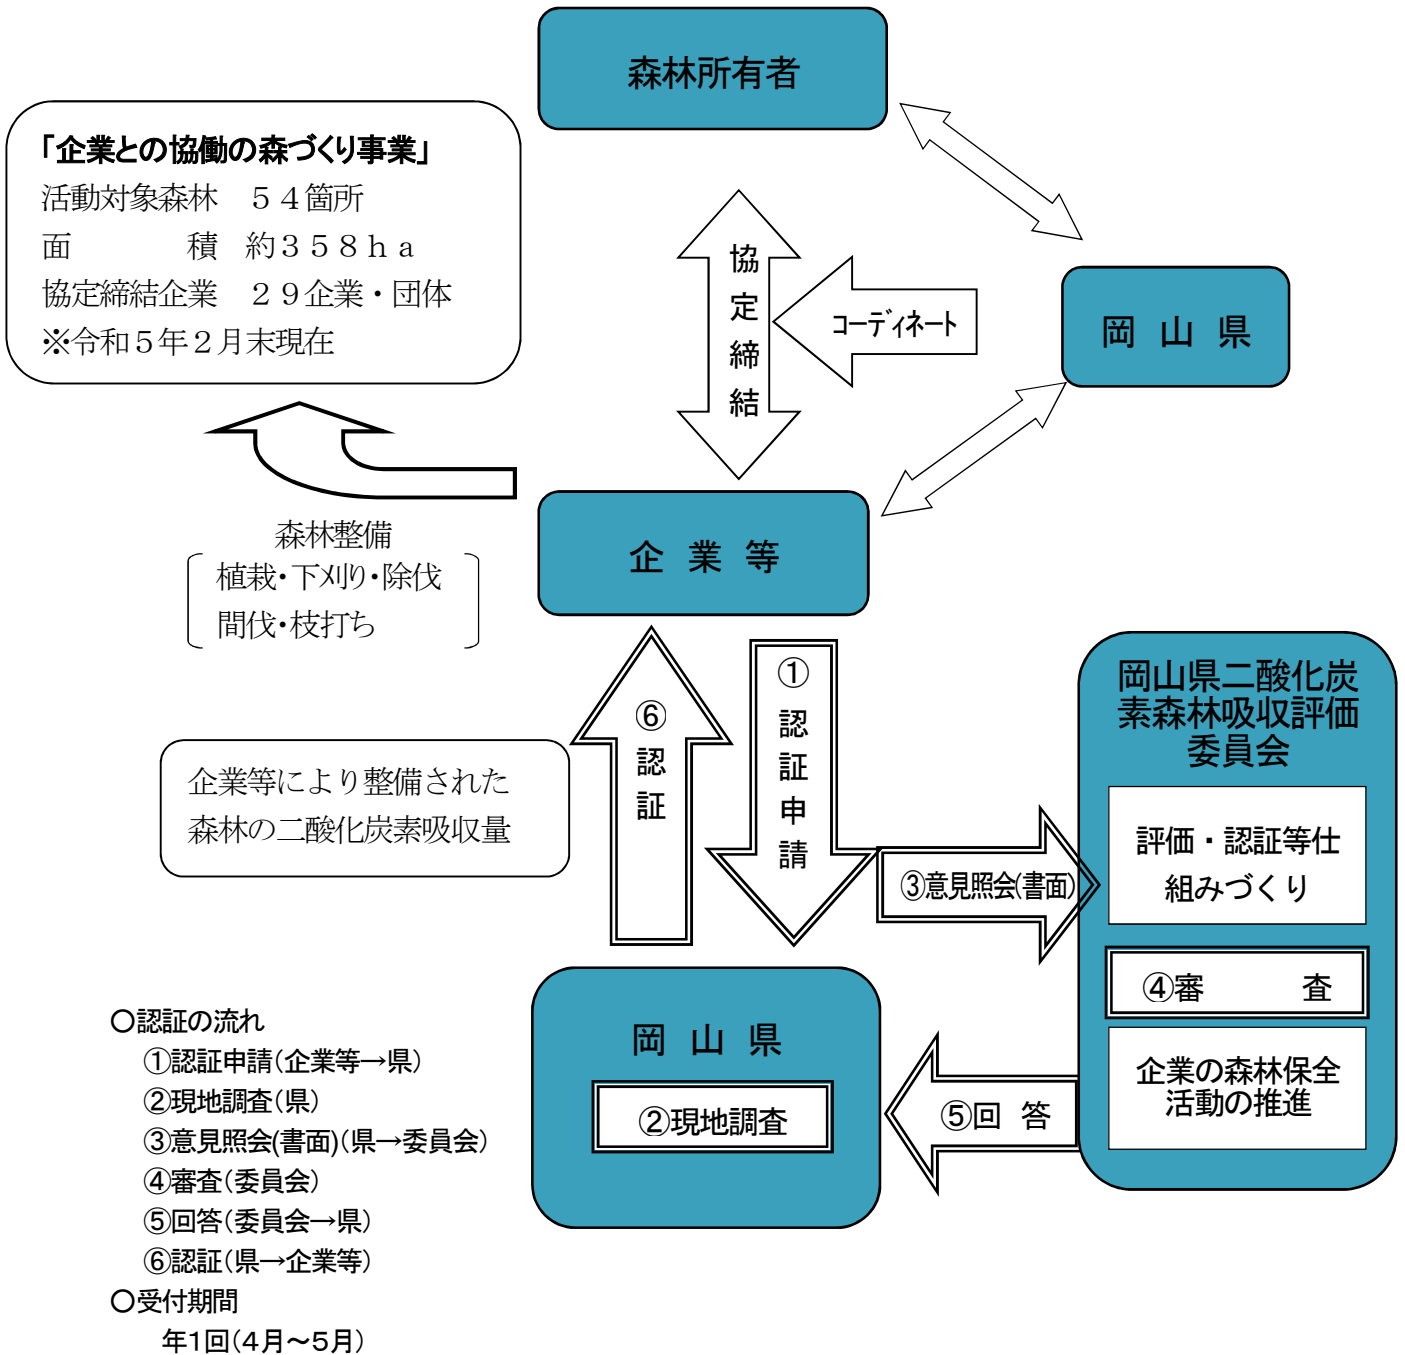 森林所有者
「企業との協働の森づくり事業」
活動対象森林　５４箇所
面　　　　積　約３５８ｈａ
協定締結企業　２９企業・団体
※令和５年２月末現在
協定締結
コーディネート
岡　山　県
企　業　等
森林整備
植栽・下刈り・除伐
間伐・枝打ち
①認証申請
⑥認証
企業等により整備された
森林の二酸化炭素吸収量
岡山県二酸化炭
素森林吸収評価
委員会
評価・認証等仕
組みづくり
③意見照会(書面)
④審　　　査
企業の森林保全
活動の推進
⑤回　答
岡　山　県
②現地調査
○認証の流れ
①認証申請（企業等→県）
②現地調査（県）
③意見照会(書面)（県→委員会）
④審査（委員会）
⑤回答（委員会→県）
⑥認証（県→企業等）
○受付期間
年１回（４月～５月）